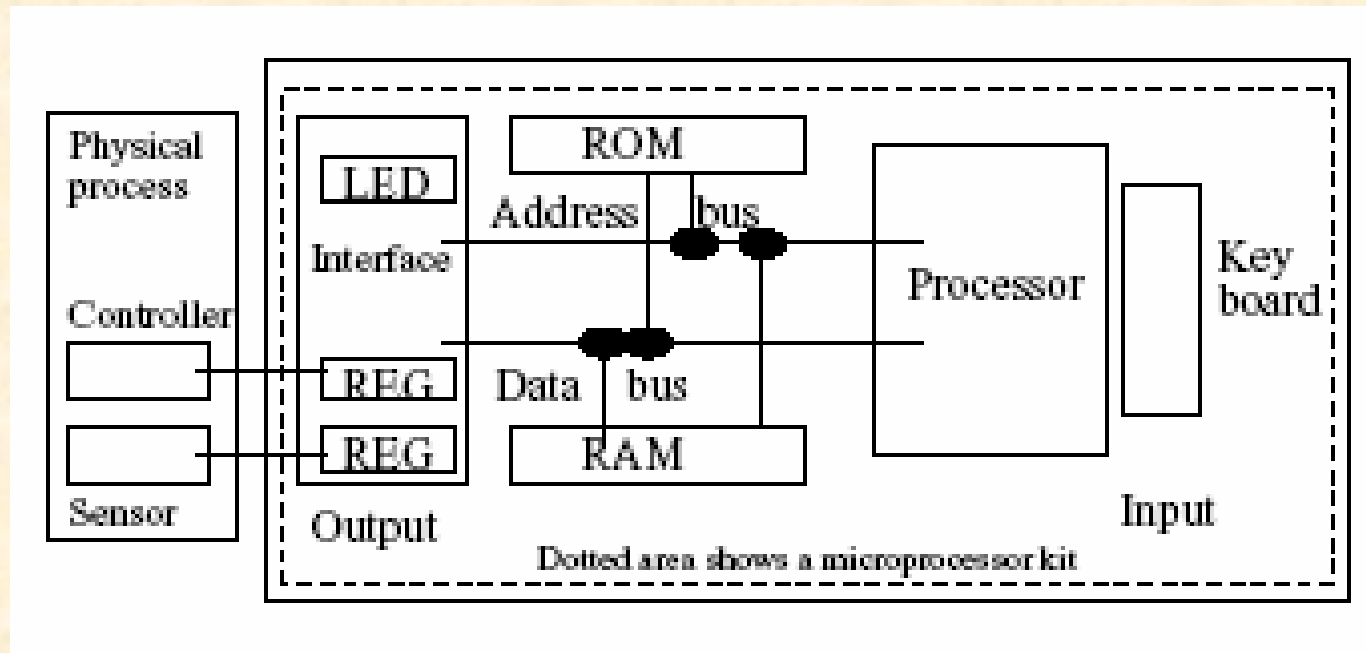 Physical
process
Controller
Sensor
LED
Interface
REG
REG
Output
ROM
Address bus
Data bus
RAM
Processor
Key
board
Input
Dotted area shows a microprocessor kit